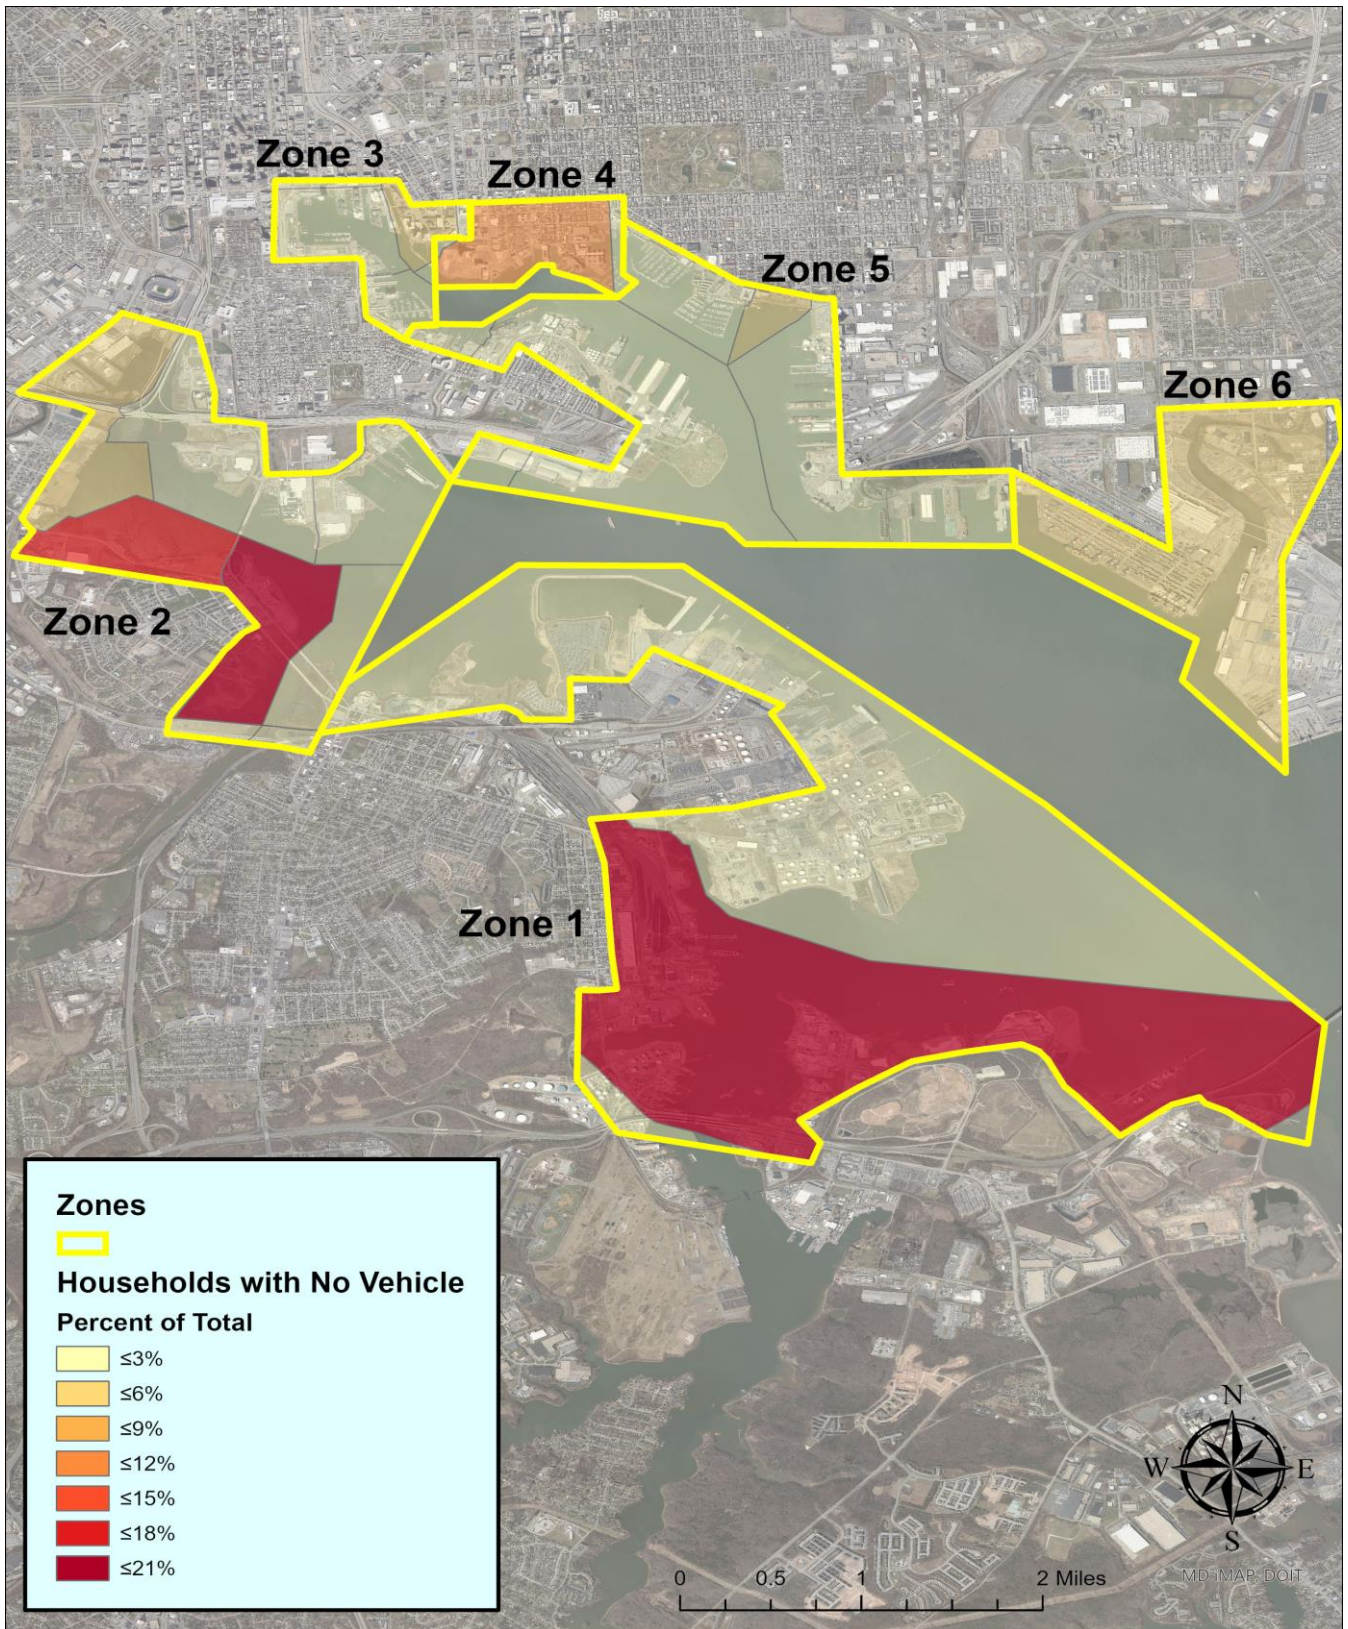 Zone 3
Zone 4
Zone 5
Zone 6
Zone 2
Zone 1
Zones
Households with No Vehicle
Percent of Total
≤3%
≤6%
≤9%
≤12%
≤15%
≤18%
≤21%
N
W E
S
0 0.5 1 2 Miles
MD iMAP, DOIT